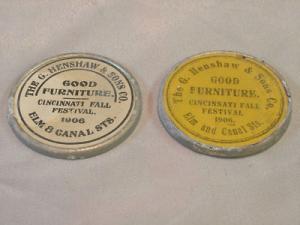 THE G. HENSHAW & SONS CO.
GOOD
FURNITURE.
CINCINNATI FALL
FESTIVAL.
1906
ELM & CANAL STS.
The G. Henshaw & Sons Co.
GOOD
FURNITURE.
CINCINNATI FALL
FESTIVAL
1906.
Elm and Canal Sts.